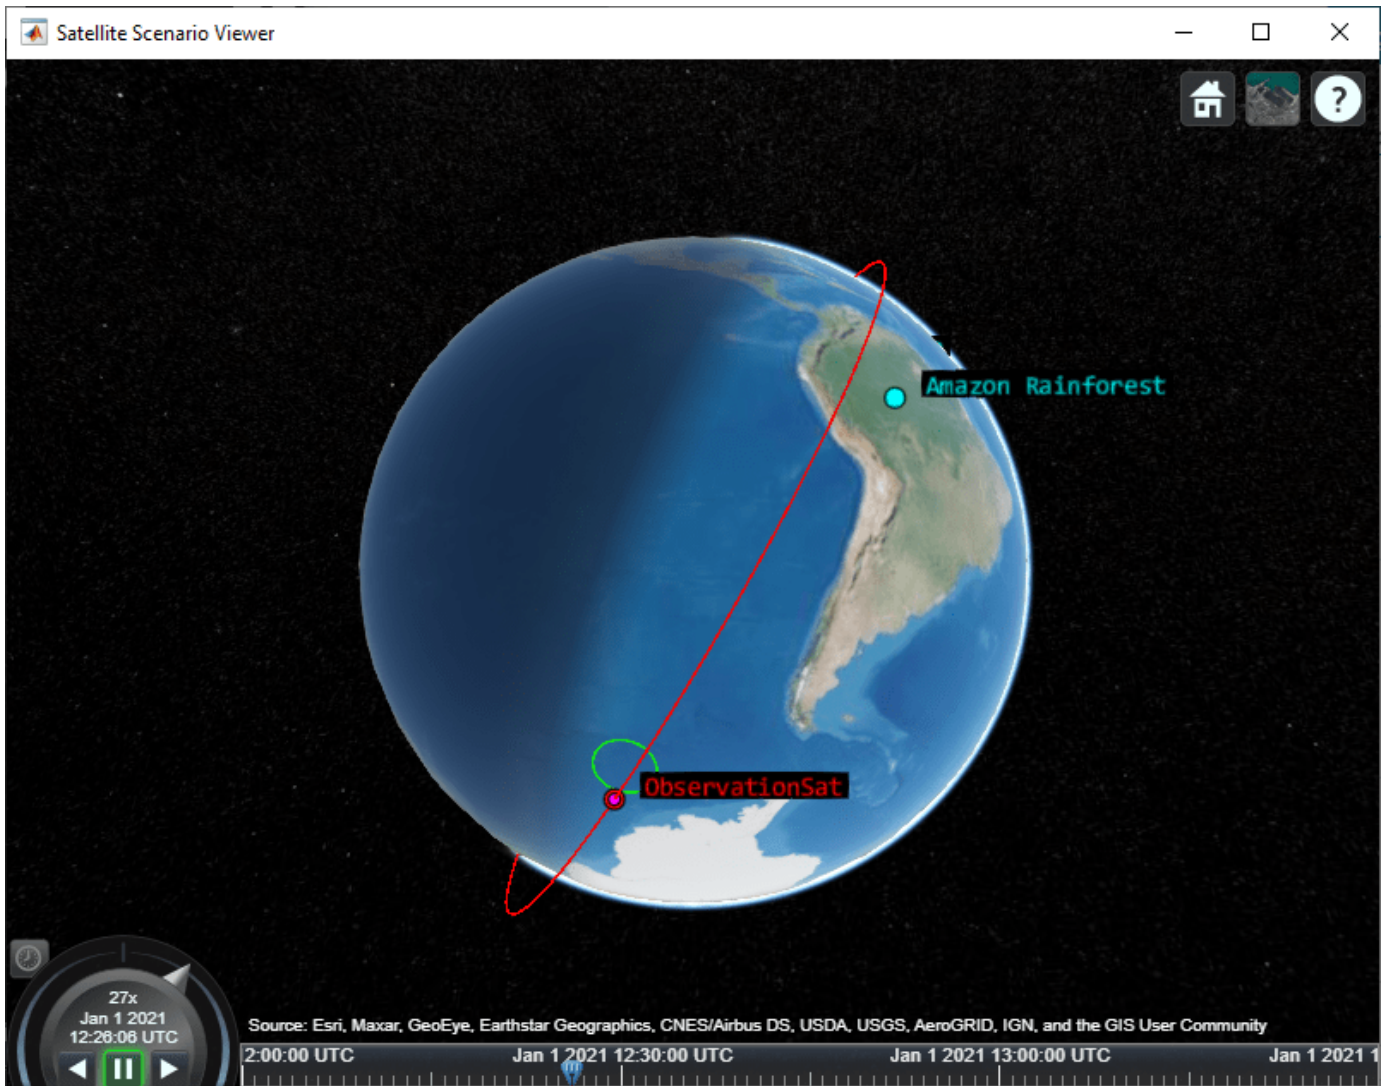 Satellite Scenario Viewer
?
Amazon Rainforest
ObservationSat
27x
Jan 1 2021
12:26:06 UTC
Source: Esri, Maxar, GeoEye, Earthstar Geographics, CNES/Airbus DS, USDA, USGS, AeroGRID, IGN, and the GIS User Community
2:00:00 UTC Jan 1 2021 12:30:00 UTC Jan 1 2021 13:00:00 UTC Jan 1 2021 1